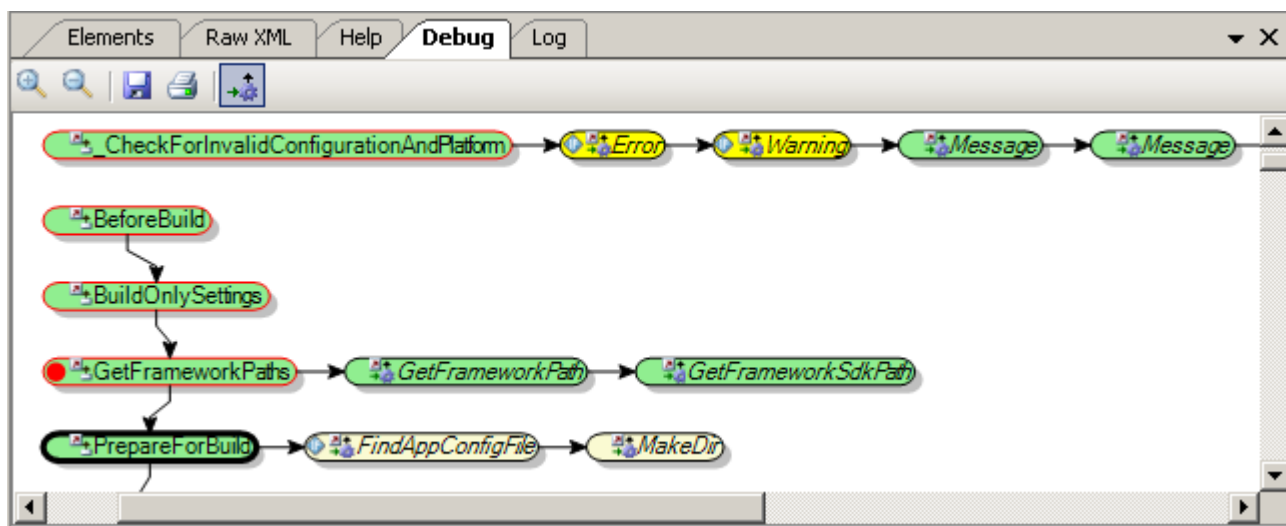 Elements Raw XML Help Debug Log
_CheckForInvalidConfigurationAndPlatform Error Warning Message Message
BeforeBuild
BuildOnlySettings
GetFrameworkPaths GetFrameworkPath GetFrameworkSdkPath
PrepareForBuild FindAppConfigFile MakeDir